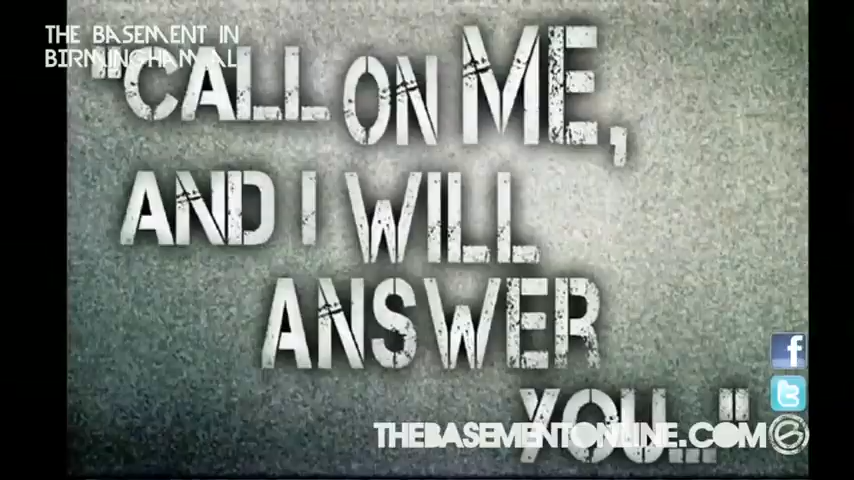 THE BASEMENT IN
BIRMINGHAM, AL
"CALL ON ME,
AND I WILL
ANSWER
YOU..."
THEBASEMENTONLINE.COM